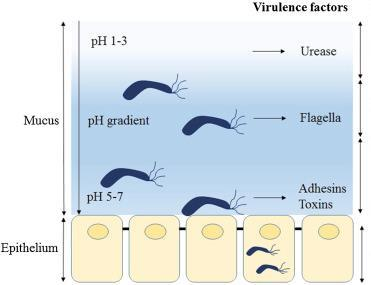 Virulence factors
pH 1-3
Urease
Mucus
pH gradient
Flagella
pH 5-7
Adhesins
Toxins
Epithelium